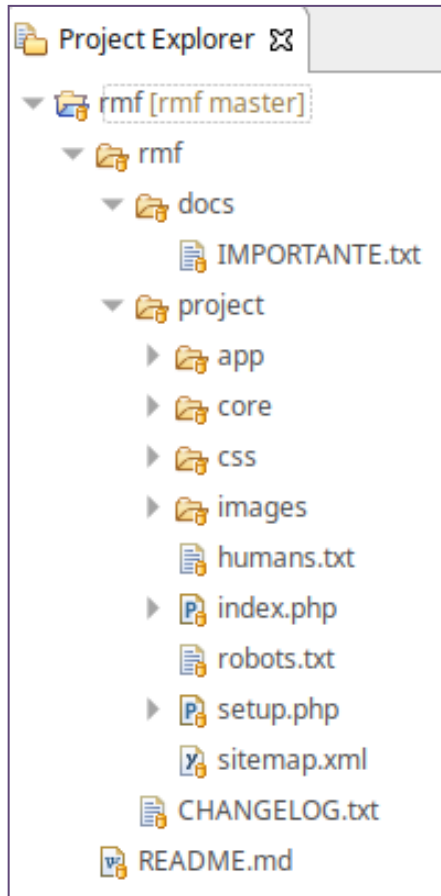 Project Explorer
rmf [rmf master]
rmf
docs
IMPORTANTE.txt
project
app
core
css
images
humans.txt
index.php
robots.txt
setup.php
sitemap.xml
CHANGELOG.txt
README.md